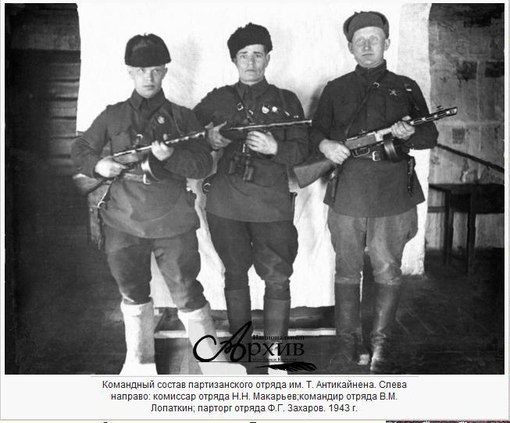 Национальный
Архив
Командный состав партизанского отряда им. Т. Антикайнена. Слева
направо: комиссар отряда Н.Н. Макарьев;командир отряда В.М.
Лопаткин; парторг отряда Ф.Г. Захаров. 1943 г.